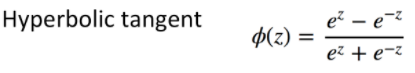 Hyperbolic tangent ϕ(z) = (e^z − e^−z) / (e^z + e^−z)